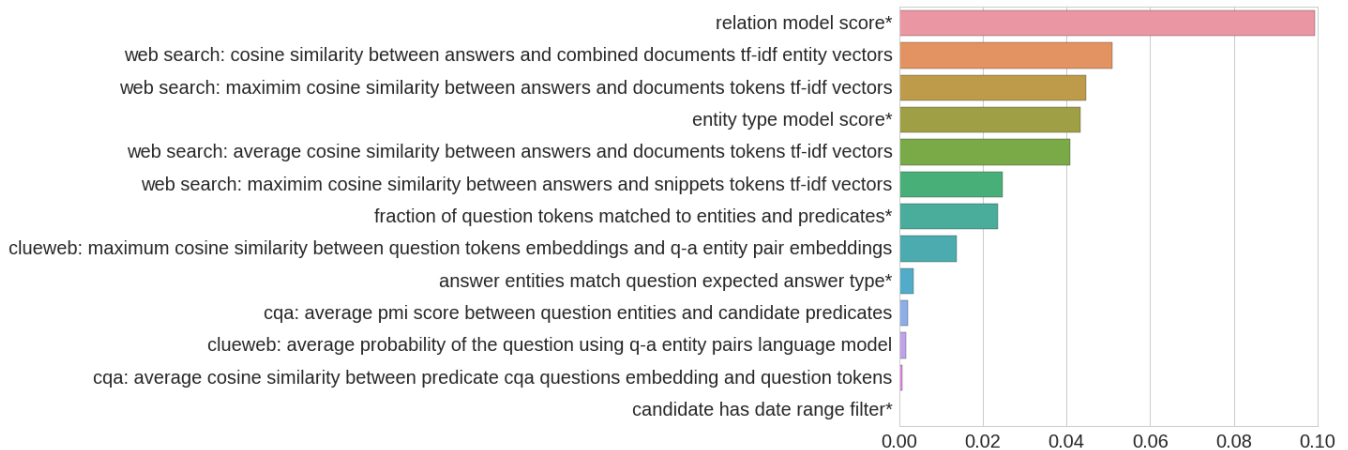 relation model score*
web search: cosine similarity between answers and combined documents tf-idf entity vectors
web search: maximim cosine similarity between answers and documents tokens tf-idf vectors
entity type model score*
web search: average cosine similarity between answers and documents tokens tf-idf vectors
web search: maximim cosine similarity between answers and snippets tokens tf-idf vectors
fraction of question tokens matched to entities and predicates*
clueweb: maximum cosine similarity between question tokens embeddings and q-a entity pair embeddings
answer entities match question expected answer type*
cqa: average pmi score between question entities and candidate predicates
clueweb: average probability of the question using q-a entity pairs language model
cqa: average cosine similarity between predicate cqa questions embedding and question tokens
candidate has date range filter*
0.00 0.02 0.04 0.06 0.08 0.10